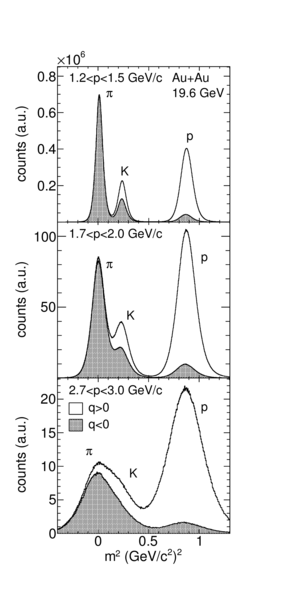 ×10⁶
counts (a.u.)
0.8
0.6
0.4
0.2
1.2<p<1.5 GeV/c
Au+Au
19.6 GeV
π
K
p
counts (a.u.)
100
50
1.7<p<2.0 GeV/c
π
K
p
counts (a.u.)
20
15
10
5
0
2.7<p<3.0 GeV/c
q>0
q<0
π
K
p
0
0.5
1
m² (GeV/c²)²